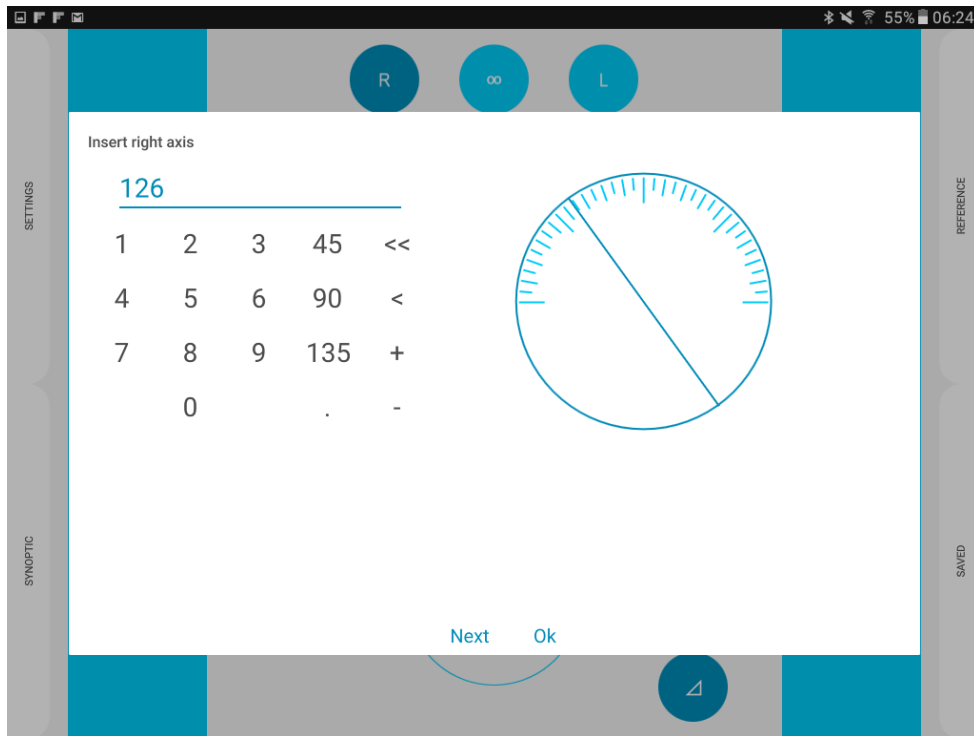 55% 06:24
R ∞ L
Insert right axis
126
1 2 3 45 <<
4 5 6 90 <
7 8 9 135 +
0 . -
Next Ok
SETTINGS
SYNOPTIC
REFERENCE
SAVED